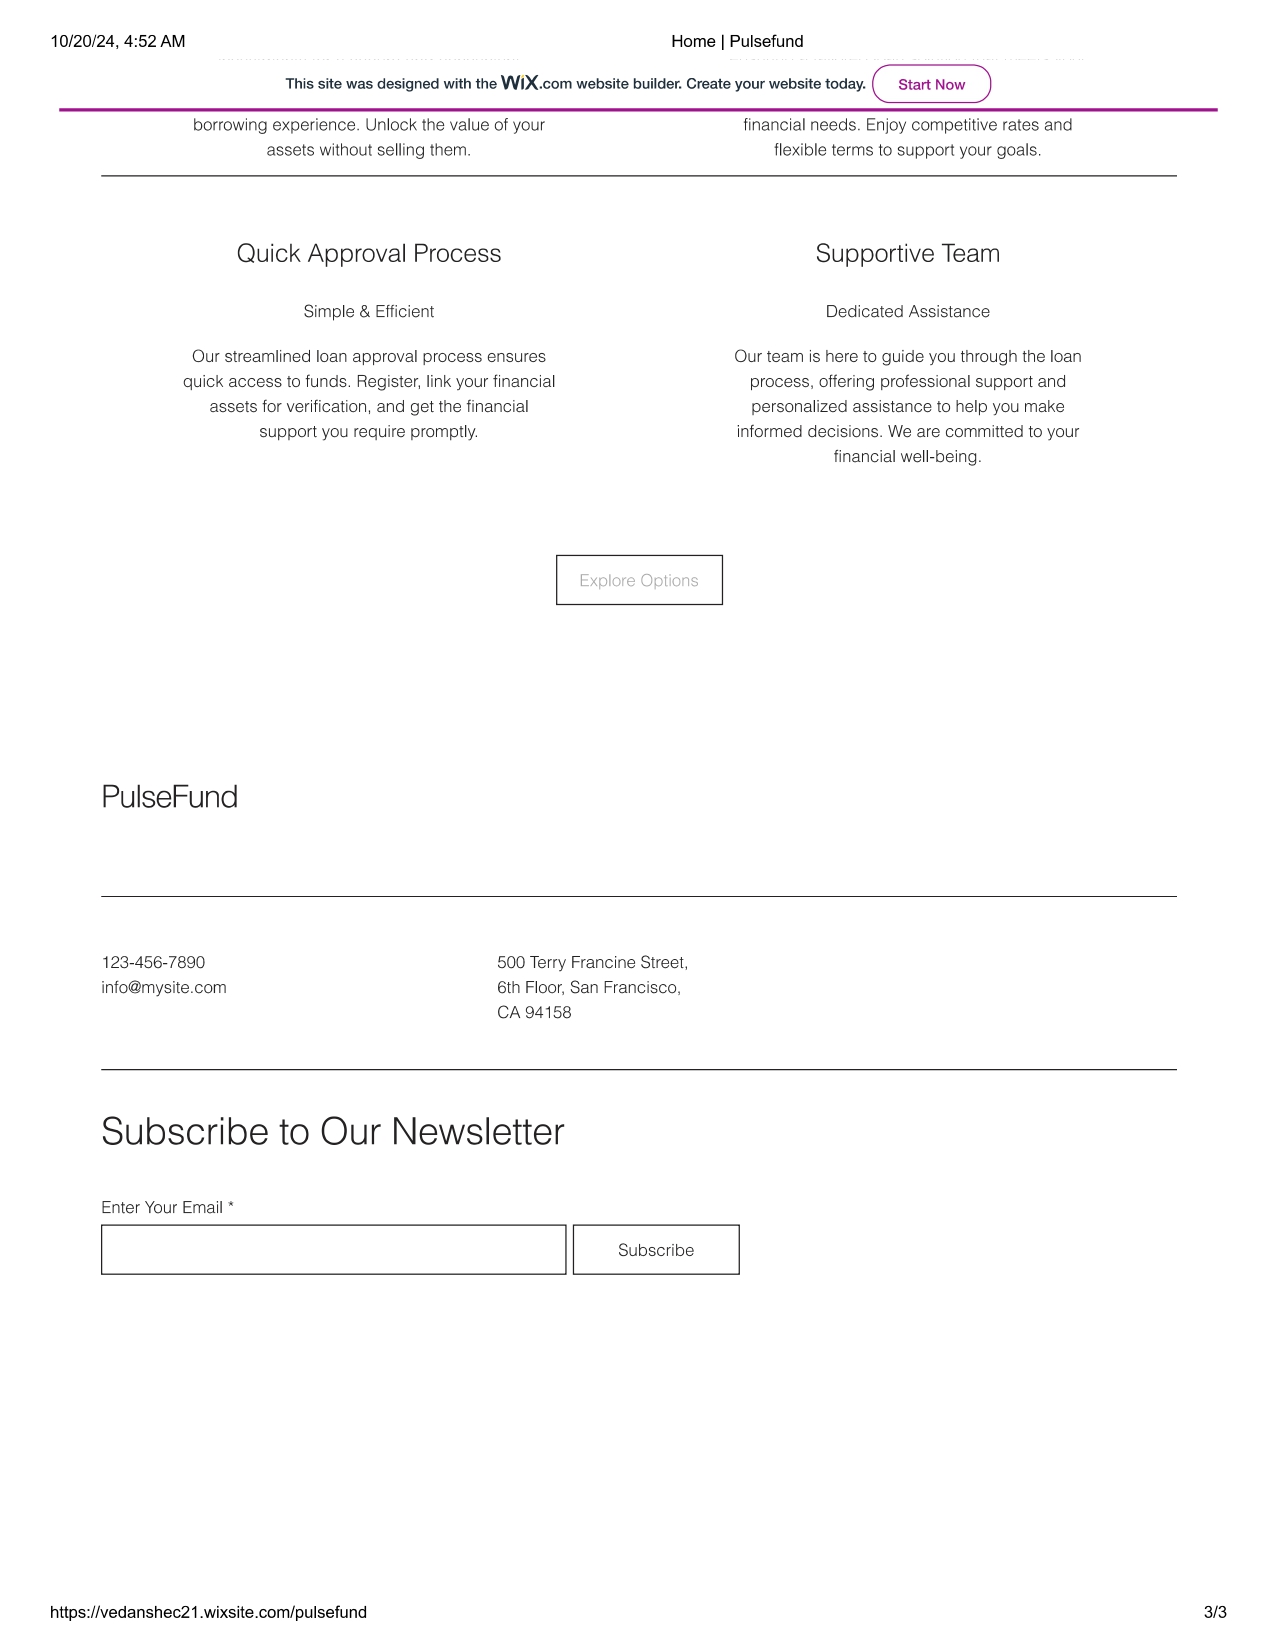 10/20/24, 4:52 AM
Home | Pulsefund
This site was designed with the WiX.com website builder. Create your website today.
Start Now
borrowing experience. Unlock the value of your
assets without selling them.
financial needs. Enjoy competitive rates and
flexible terms to support your goals.
Quick Approval Process
Simple & Efficient
Our streamlined loan approval process ensures
quick access to funds. Register, link your financial
assets for verification, and get the financial
support you require promptly.
Supportive Team
Dedicated Assistance
Our team is here to guide you through the loan
process, offering professional support and
personalized assistance to help you make
informed decisions. We are committed to your
financial well-being.
Explore Options
PulseFund
123-456-7890
info@mysite.com
500 Terry Francine Street,
6th Floor, San Francisco,
CA 94158
Subscribe to Our Newsletter
Enter Your Email *
Subscribe
https://vedanshec21.wixsite.com/pulsefund
3/3